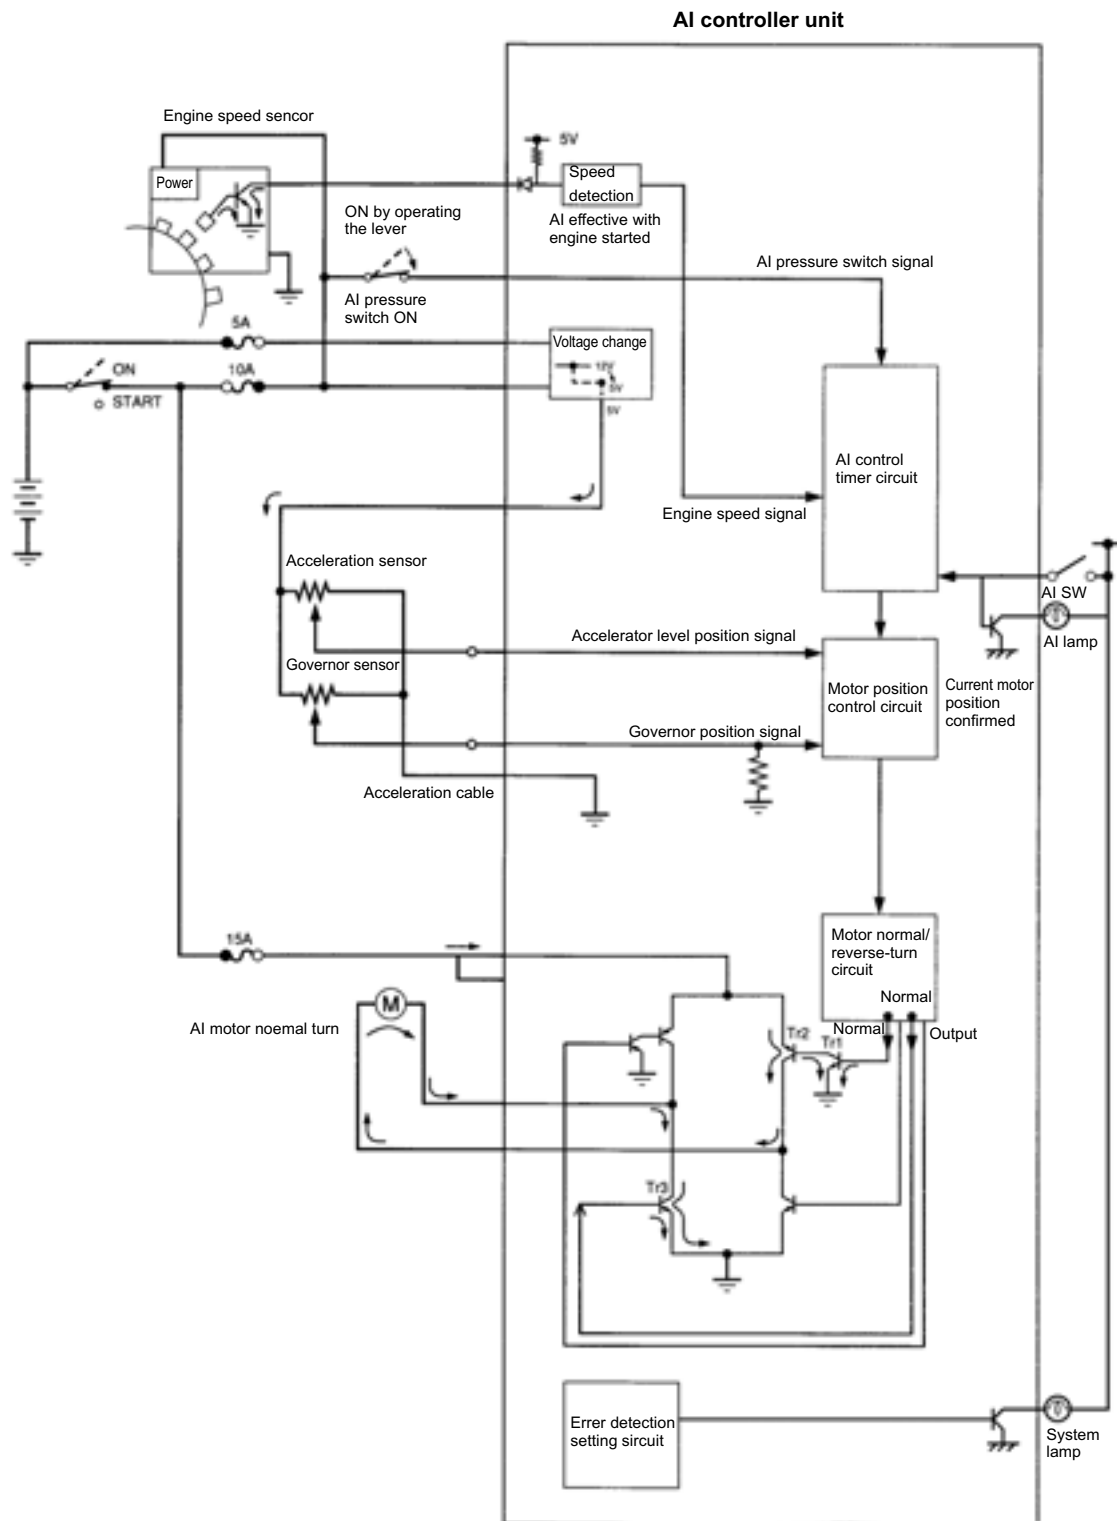 AI controller unit
Engine speed sencor
5V
Power
Speed
detection
ON by operating
the lever
AI effective with
engine started
AI pressure switch signal
AI pressure
switch ON
5A
Voltage change
12V
5V
5V
ON
10A
START
AI control
timer circuit
Engine speed signal
Acceleration sensor
AI SW
Accelerator level position signal
AI lamp
Governor sensor
Motor position
control circuit
Current motor
position
confirmed
Governor position signal
Acceleration cable
15A
Motor normal/
reverse-turn
circuit
Normal
M
AI motor noemal turn
Normal
Output
Tr2
Tr1
Tr3
Errer detection
setting sircuit
System
lamp